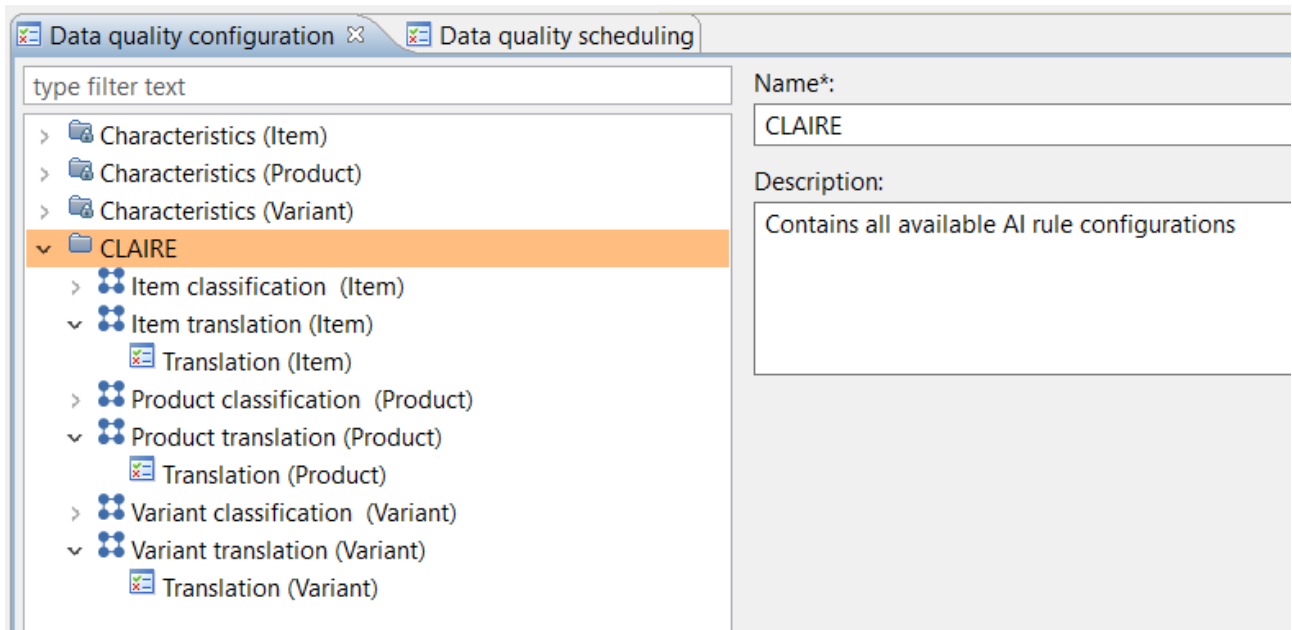 Data quality configuration
Data quality scheduling
type filter text
Characteristics (Item)
Characteristics (Product)
Characteristics (Variant)
CLAIRE
Item classification  (Item)
Item translation (Item)
Translation (Item)
Product classification  (Product)
Product translation (Product)
Translation (Product)
Variant classification  (Variant)
Variant translation (Variant)
Translation (Variant)
Name*:
CLAIRE
Description:
Contains all available AI rule configurations